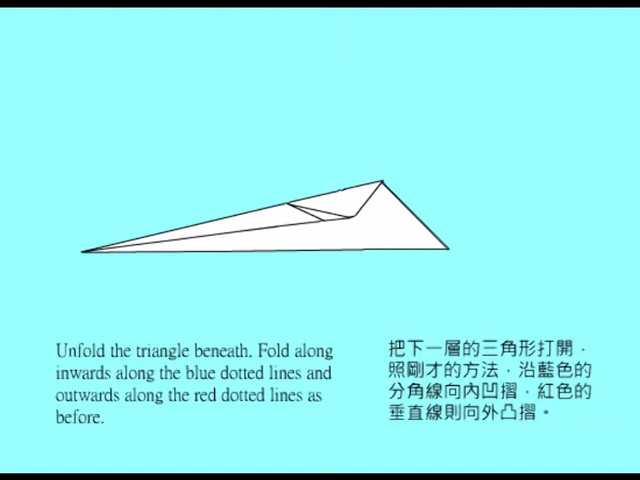 Unfold the triangle beneath. Fold along
inwards along the blue dotted lines and
outwards along the red dotted lines as
before.
把下一層的三角形打開，
照剛才的方法，沿藍色的
分角線向內凹摺，紅色的
垂直線則向外凸摺。